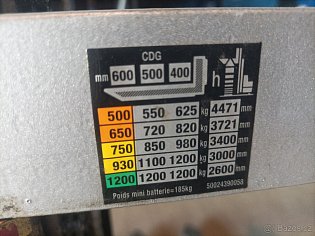 CDG
mm 600 500 400 h
500 550 625 kg 4471 mm
650 720 820 kg 3721 mm
750 850 980 kg 3400 mm
930 1100 1200 kg 3000 mm
1200 1200 1200 kg 2600 mm
Poids mini batterie=185kg 50024390058
Bazos.cz